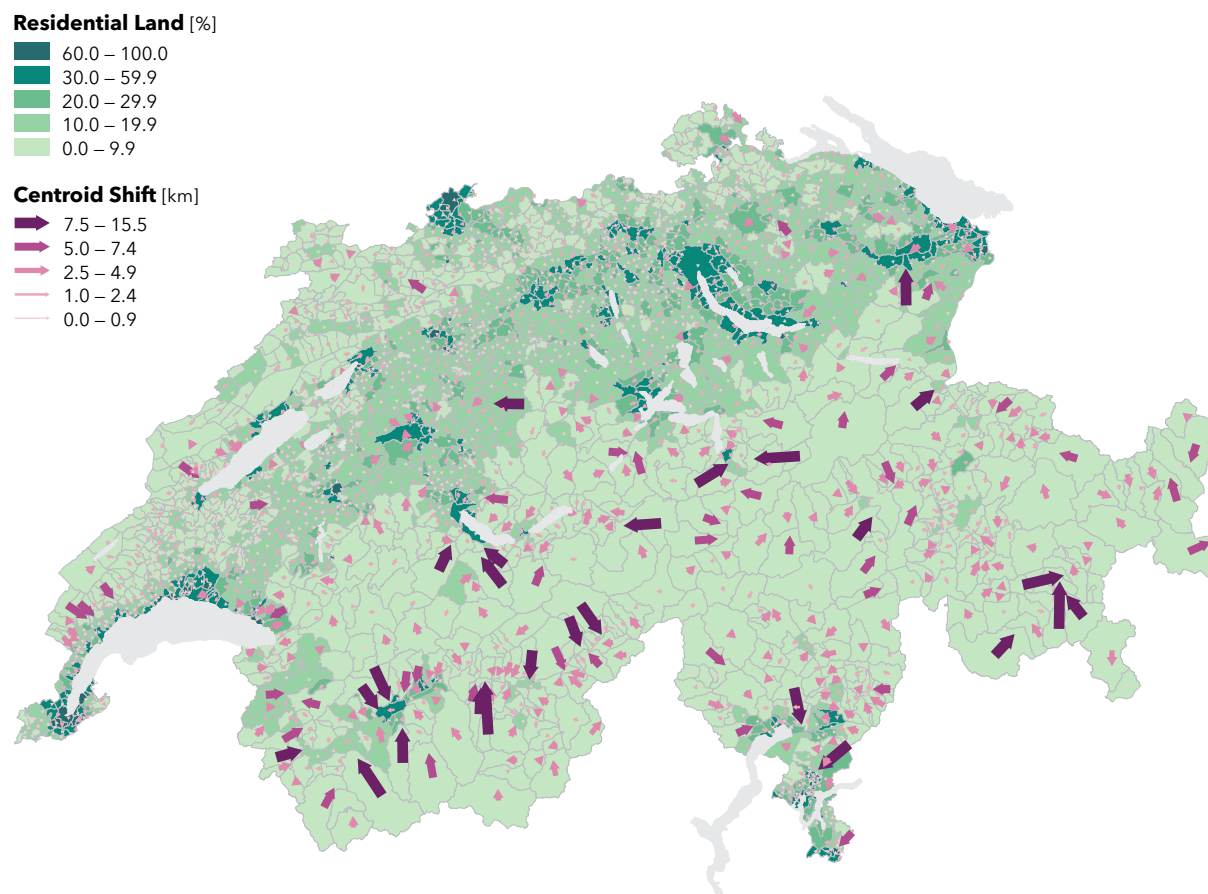 Residential Land [%]
60.0 – 100.0
30.0 – 59.9
20.0 – 29.9
10.0 – 19.9
0.0 – 9.9
Centroid Shift [km]
7.5 – 15.5
5.0 – 7.4
2.5 – 4.9
1.0 – 2.4
0.0 – 0.9